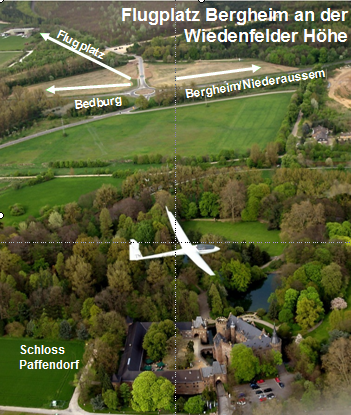 Flugplatz Bergheim an der
Wiedenfelder Höhe
Flugplatz
Bergheim/Niederaussem
Bedburg
Schloss
Paffendorf